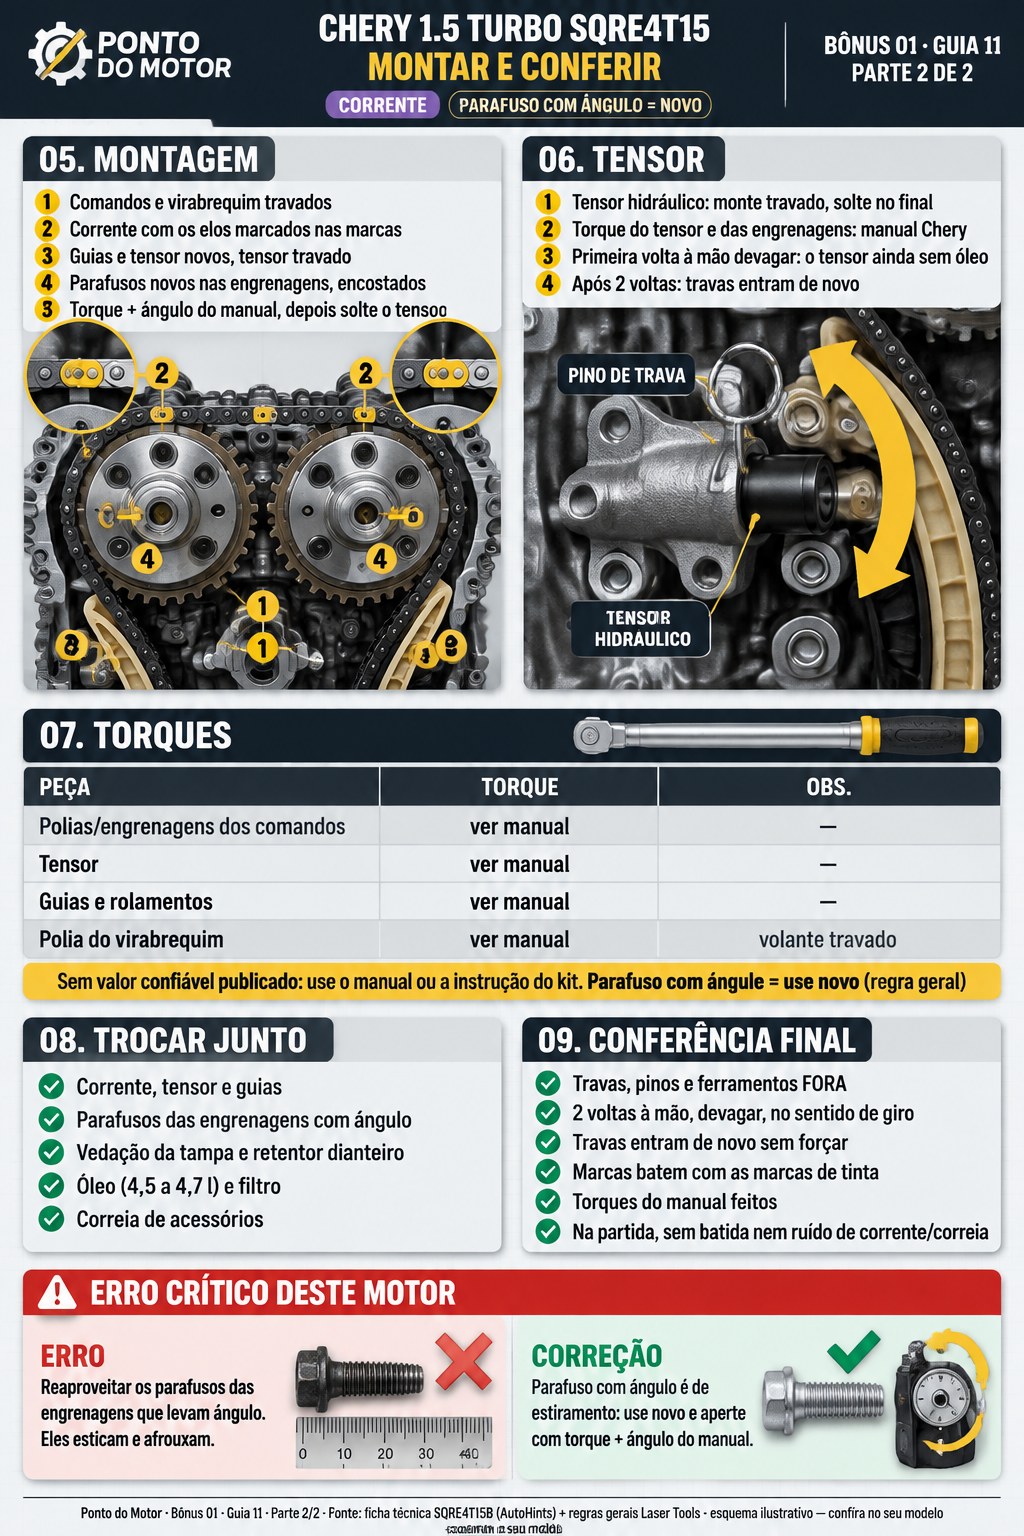 PONTO
DO MOTOR
CHERY 1.5 TURBO SQRE4T15
MONTAR E CONFERIR
CORRENTE
PARAFUSO COM ÂNGULO = NOVO
BÔNUS 01 · GUIA 11
PARTE 2 DE 2
05. MONTAGEM
1 Comandos e virabrequim travados
2 Corrente com os elos marcados nas marcas
3 Guias e tensor novos, tensor travado
4 Parafusos novos nas engrenagens, encostados
3 Torque + ângulo do manual, depois solte o tensoo
2 2
4 4
1
1
06. TENSOR
1 Tensor hidráulico: monte travado, solte no final
2 Torque do tensor e das engrenagens: manual Chery
3 Primeira volta à mão devagar: o tensor ainda sem óleo
4 Após 2 voltas: travas entram de novo
PINO DE TRAVA
TENSOR
HIDRAULICO
07. TORQUES
PEÇA TORQUE OBS.
Polias/engrenagens dos comandos ver manual —
Tensor ver manual —
Guias e rolamentos ver manual —
Polia do virabrequim ver manual volante travado
Sem valor confiável publicado: use o manual ou a instrução do kit. Parafuso com ángule = use novo (regra geral)
08. TROCAR JUNTO
Corrente, tensor e guias
Parafusos das engrenagens com ângulo
Vedação da tampa e retentor dianteiro
Óleo (4,5 a 4,7 l) e filtro
Correia de acessórios
09. CONFERÊNCIA FINAL
Travas, pinos e ferramentas FORA
2 voltas à mão, devagar, no sentido de giro
Travas entram de novo sem forçar
Marcas batem com as marcas de tinta
Torques do manual feitos
Na partida, sem batida nem ruído de corrente/correia
ERRO CRÍTICO DESTE MOTOR
ERRO
Reaproveitar os parafusos das
engrenagens que levam ângulo.
Eles esticam e afrouxam.
0 10 20 30 40
CORREÇÃO
Parafuso com ângulo é de
estiramento: use novo e aperte
com torque + ângulo do manual.
Ponto do Motor · Bônus 01 · Guia 11 · Parte 2/2 · Fonte: ficha técnica SQRE4T15B (AutoHints) + regras gerais Laser Tools · esquema ilustrativo — confira no seu modelo